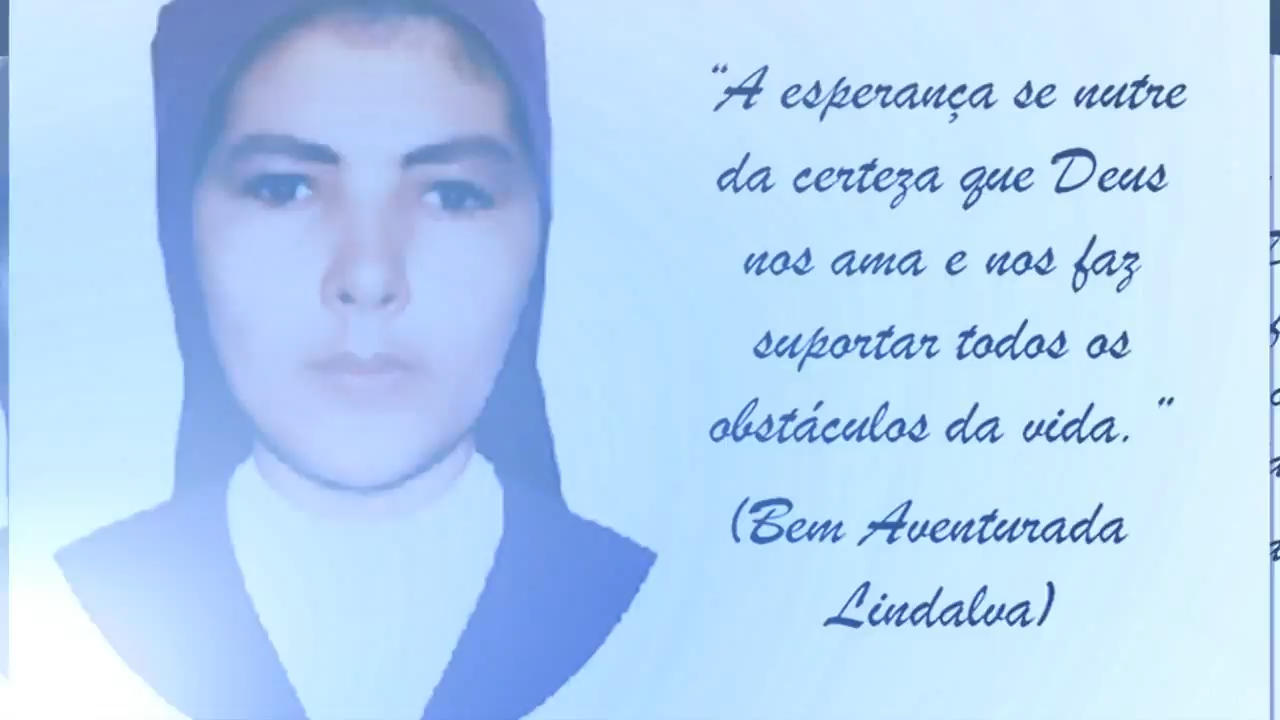 “A esperança se nutre
da certeza que Deus
nos ama e nos faz
suportar todos os
obstáculos da vida.”
(Bem Aventurada
Lindalva)